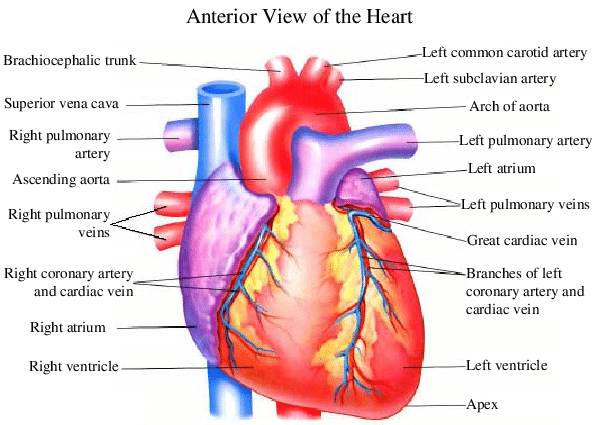 Anterior View of the Heart
Brachiocephalic trunk
Superior vena cava
Right pulmonary
artery
Ascending aorta
Right pulmonary
veins
Right coronary artery
and cardiac vein
Right atrium
Right ventricle
Left common carotid artery
Left subclavian artery
Arch of aorta
Left pulmonary artery
Left atrium
Left pulmonary veins
Great cardiac vein
Branches of left
coronary artery and
cardiac vein
Left ventricle
Apex